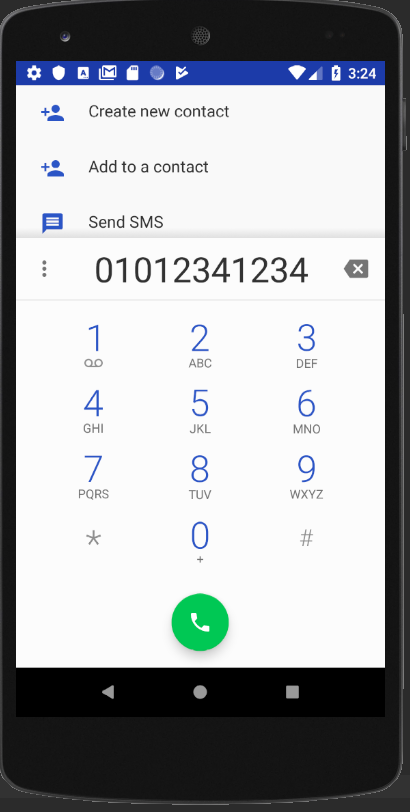 3:24
Create new contact
Add to a contact
Send SMS
01012341234
1 2 3
ABC DEF
4 5 6
GHI JKL MNO
7 8 9
PQRS TUV WXYZ
* 0 #
+